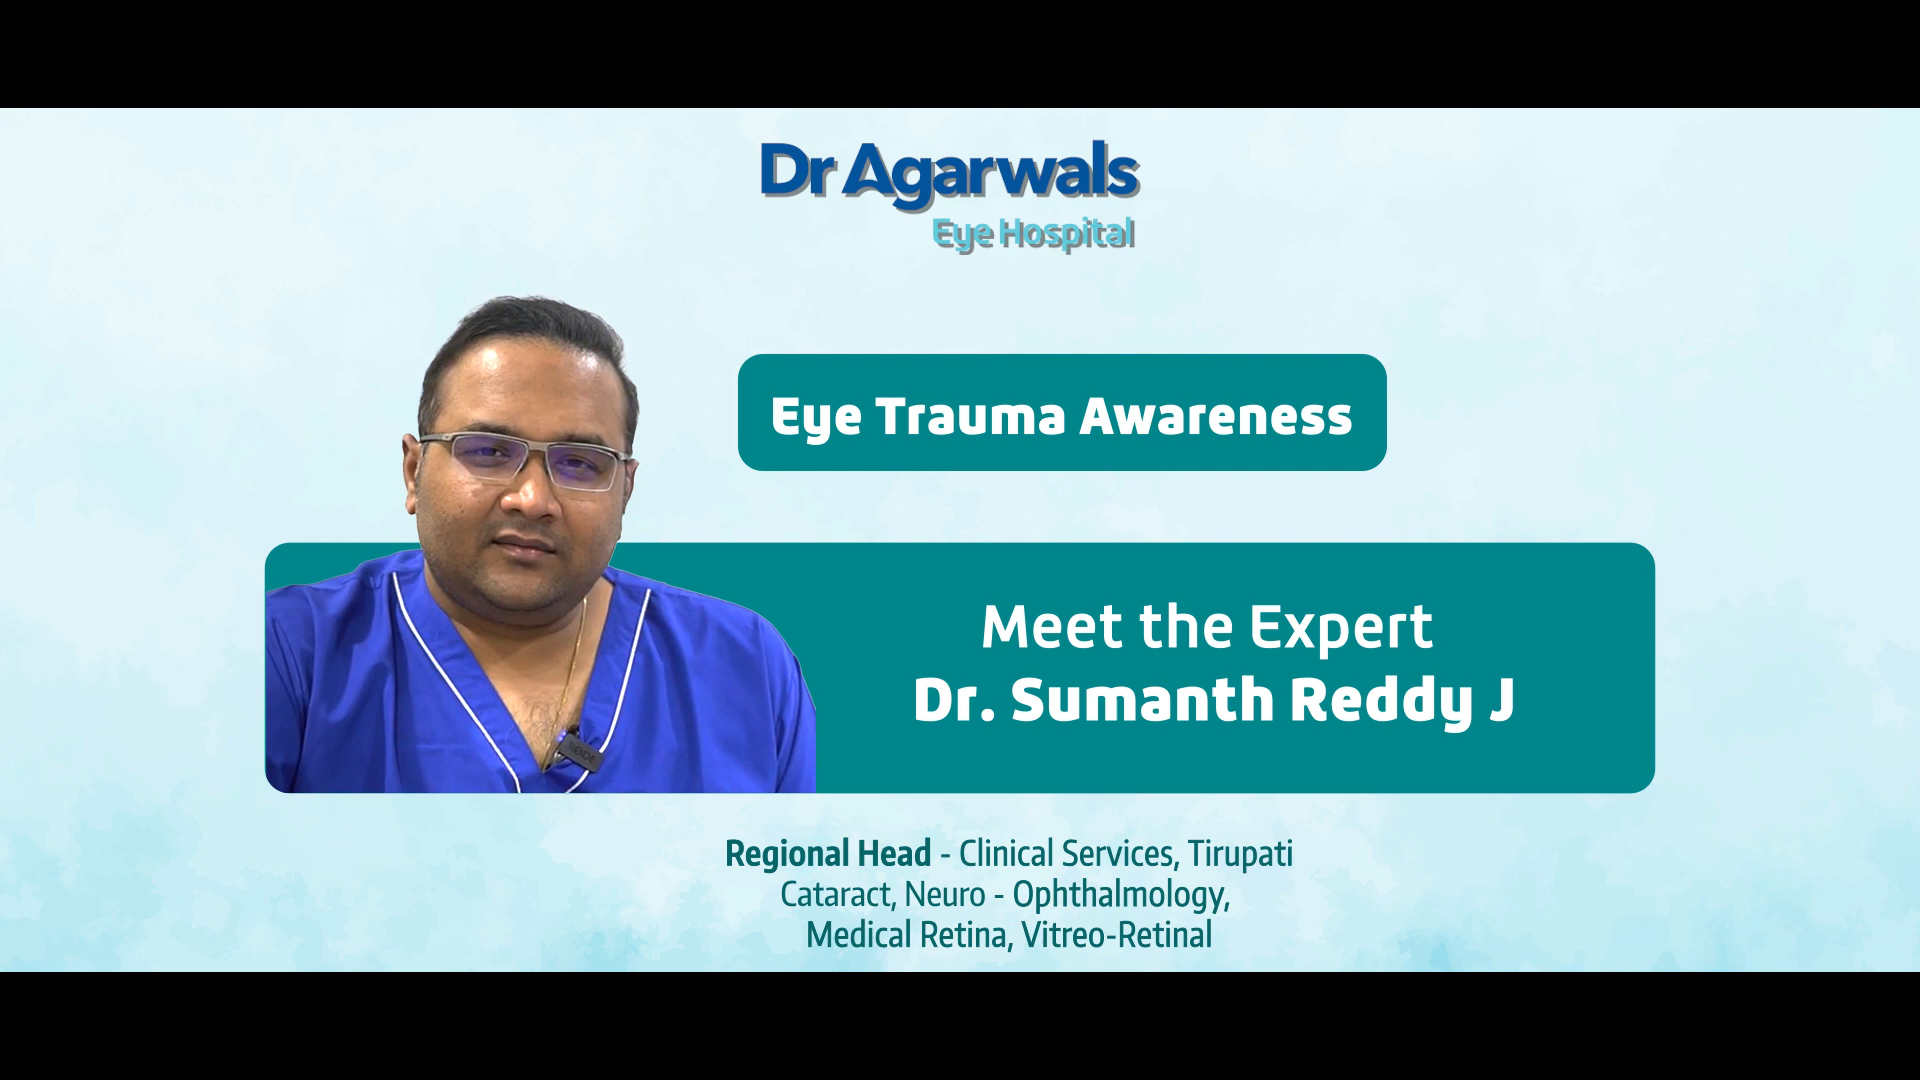 Dr Agarwals
Eye Hospital
Eye Trauma Awareness
Meet the Expert
Dr. Sumanth Reddy J
Regional Head - Clinical Services, Tirupati
Cataract, Neuro - Ophthalmology,
Medical Retina, Vitreo-Retinal